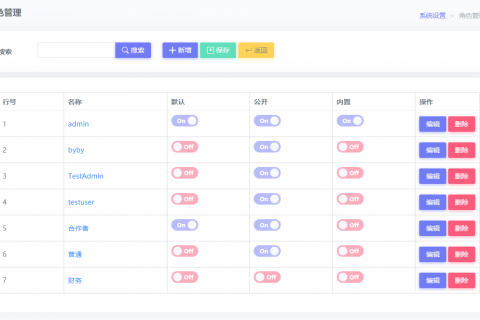 色管理
系统设置 > 角色管理
搜索 搜索 新增 保存 返回
行号 名称 默认 公开 内置 操作
1 admin On On On 编辑 删除
2 byby Off On Off 编辑 删除
3 TestAdmin Off On Off 编辑 删除
4 testuser Off On Off 编辑 删除
5 合作者 On On Off 编辑 删除
6 普通 Off On Off 编辑 删除
7 财务 Off Off Off 编辑 删除